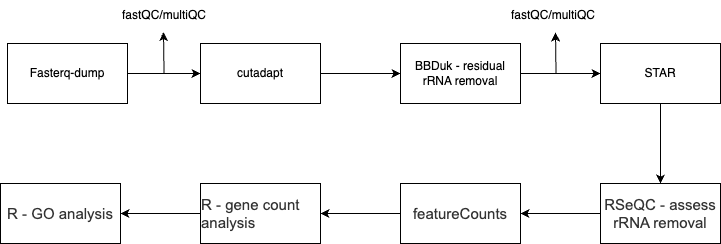 fastQC/multiQC
fastQC/multiQC
Fasterq-dump
cutadapt
BBDuk - residual
rRNA removal
STAR
R - GO analysis
R - gene count
analysis
featureCounts
RSeQC - assess
rRNA removal